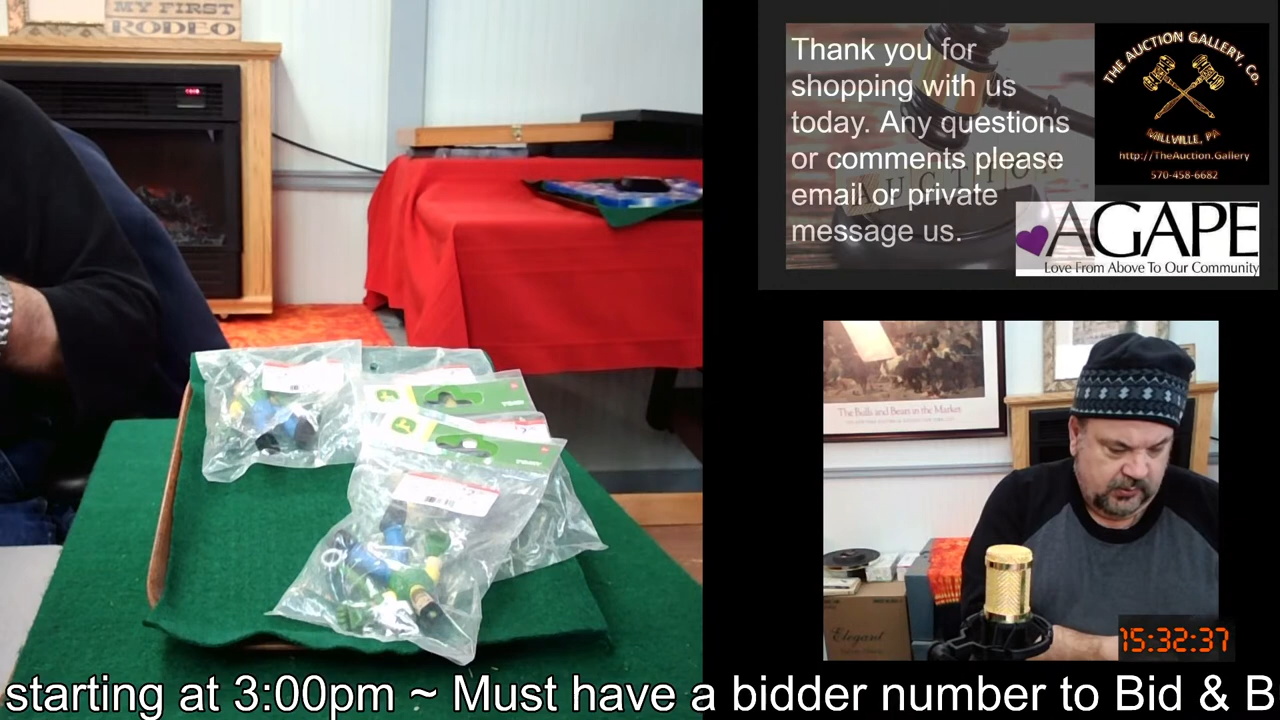 MY FIRST
RODEO
Thank you for
shopping with us
today. Any questions
or comments please
email or private
message us.
AUCTION
THE AUCTION GALLERY, Co.
MILLVILLE, PA
http://TheAuction.Gallery
570-458-6682
AGAPE
Love From Above To Our Community
The Bulls and Bears in the Market
Elegant
15:32:37
starting at 3:00pm ~ Must have a bidder number to Bid & B